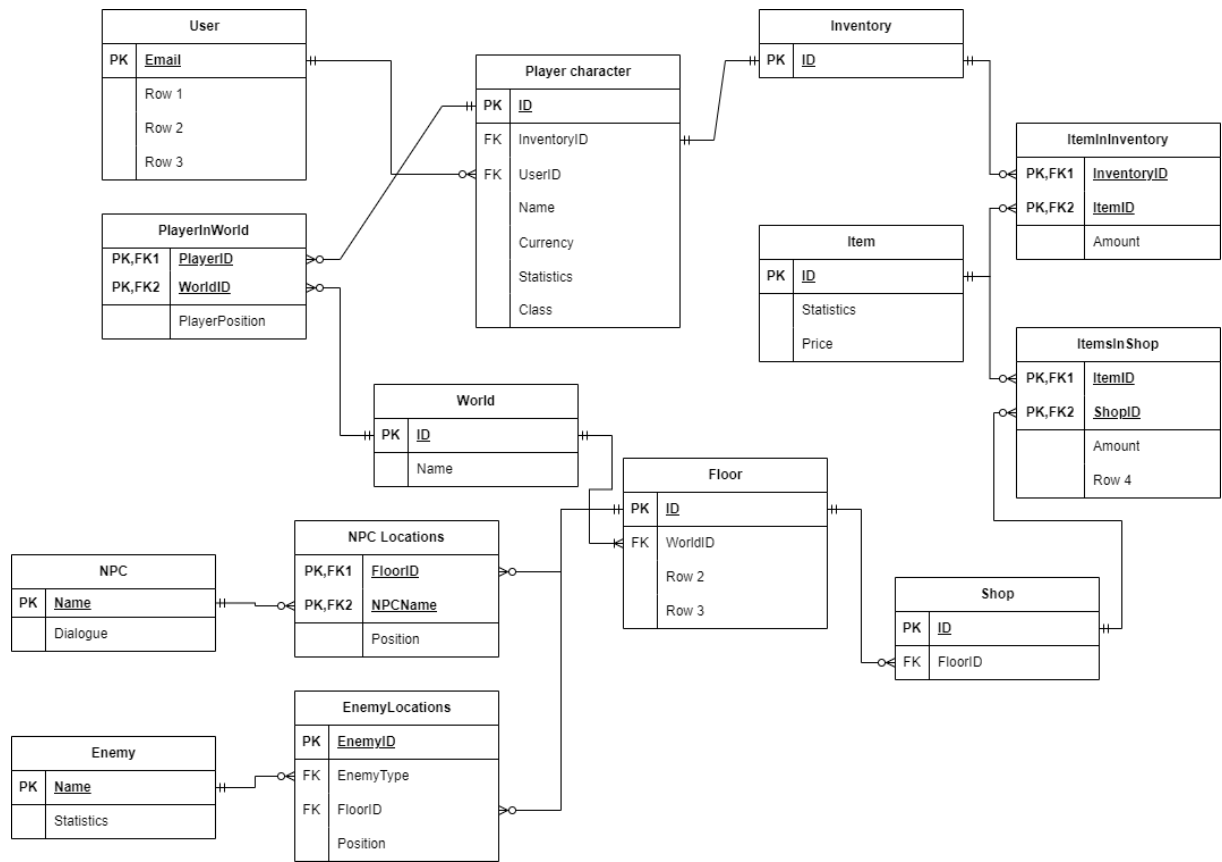 User
PK Email
Row 1
Row 2
Row 3
Player character
PK ID
FK InventoryID
FK UserID
Name
Currency
Statistics
Class
Inventory
PK ID
ItemInInventory
PK,FK1 InventoryID
PK,FK2 ItemID
Amount
PlayerInWorld
PK,FK1 PlayerID
PK,FK2 WorldID
PlayerPosition
Item
PK ID
Statistics
Price
ItemsInShop
PK,FK1 ItemID
PK,FK2 ShopID
Amount
Row 4
World
PK ID
Name
Floor
PK ID
FK WorldID
Row 2
Row 3
NPC Locations
PK,FK1 FloorID
PK,FK2 NPCName
Position
NPC
PK Name
Dialogue
Shop
PK ID
FK FloorID
EnemyLocations
PK EnemyID
FK EnemyType
FK FloorID
Position
Enemy
PK Name
Statistics